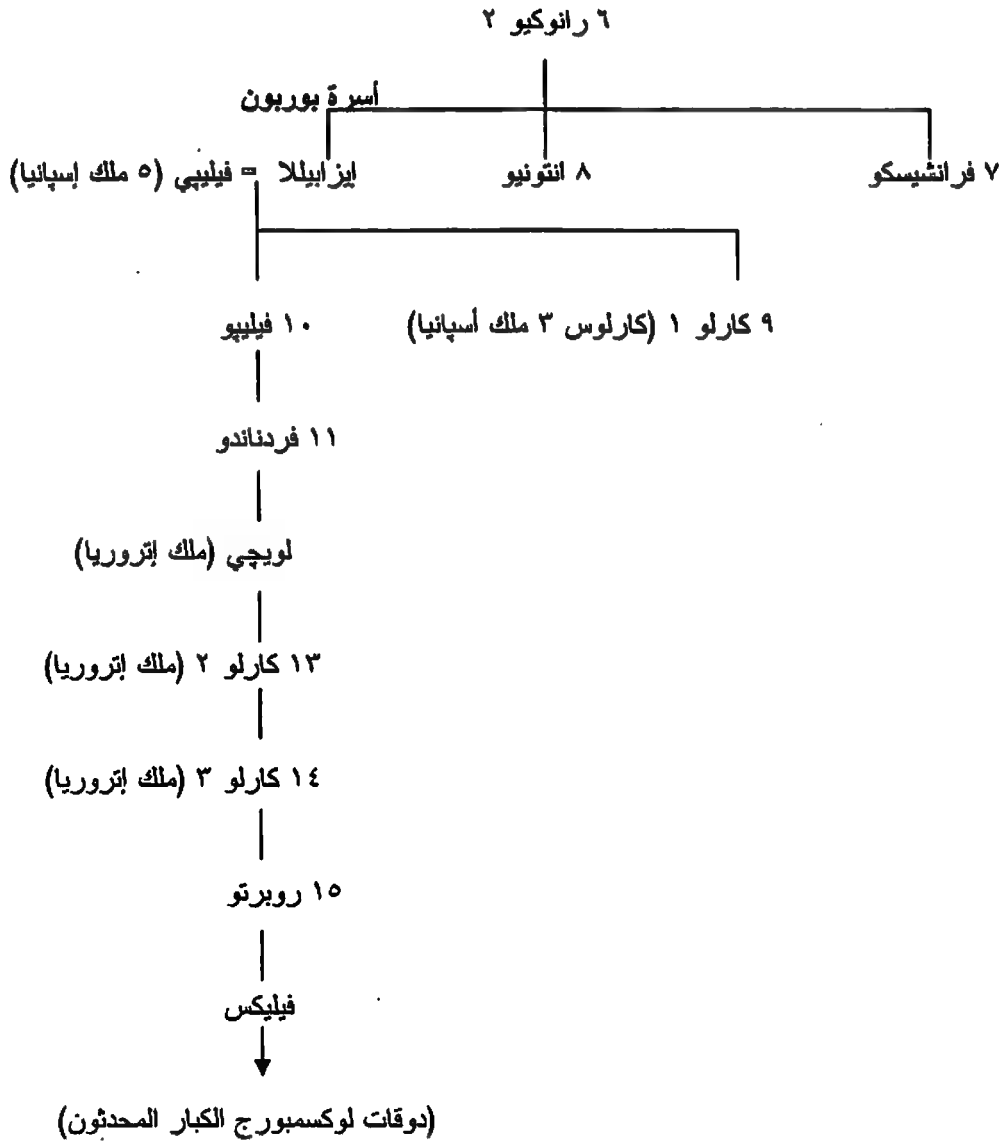 ٦ رانوكيو ٢
أسرة بوربون
٧ فرانشيسكو
٨ انتونيو
إيزابيللا = فيليبي (٥ ملك إسبانيا)
٩ كارلو ١ (كارلوس ٣ ملك أسبانيا)
١٠ فيليبو
١١ فردناندو
لويچي (ملك إتروريا)
١٣ كارلو ٢ (ملك إتروريا)
١٤ كارلو ٣ (ملك إتروريا)
١٥ روبرتو
فيليكس
(دوقات لوكسمبورج الكبار المحدثون)